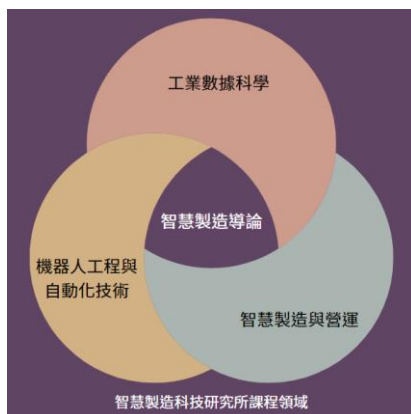 工業數據科學
智慧製造導論
機器人工程與
自動化技術
智慧製造與營運
智慧製造科技研究所課程領域